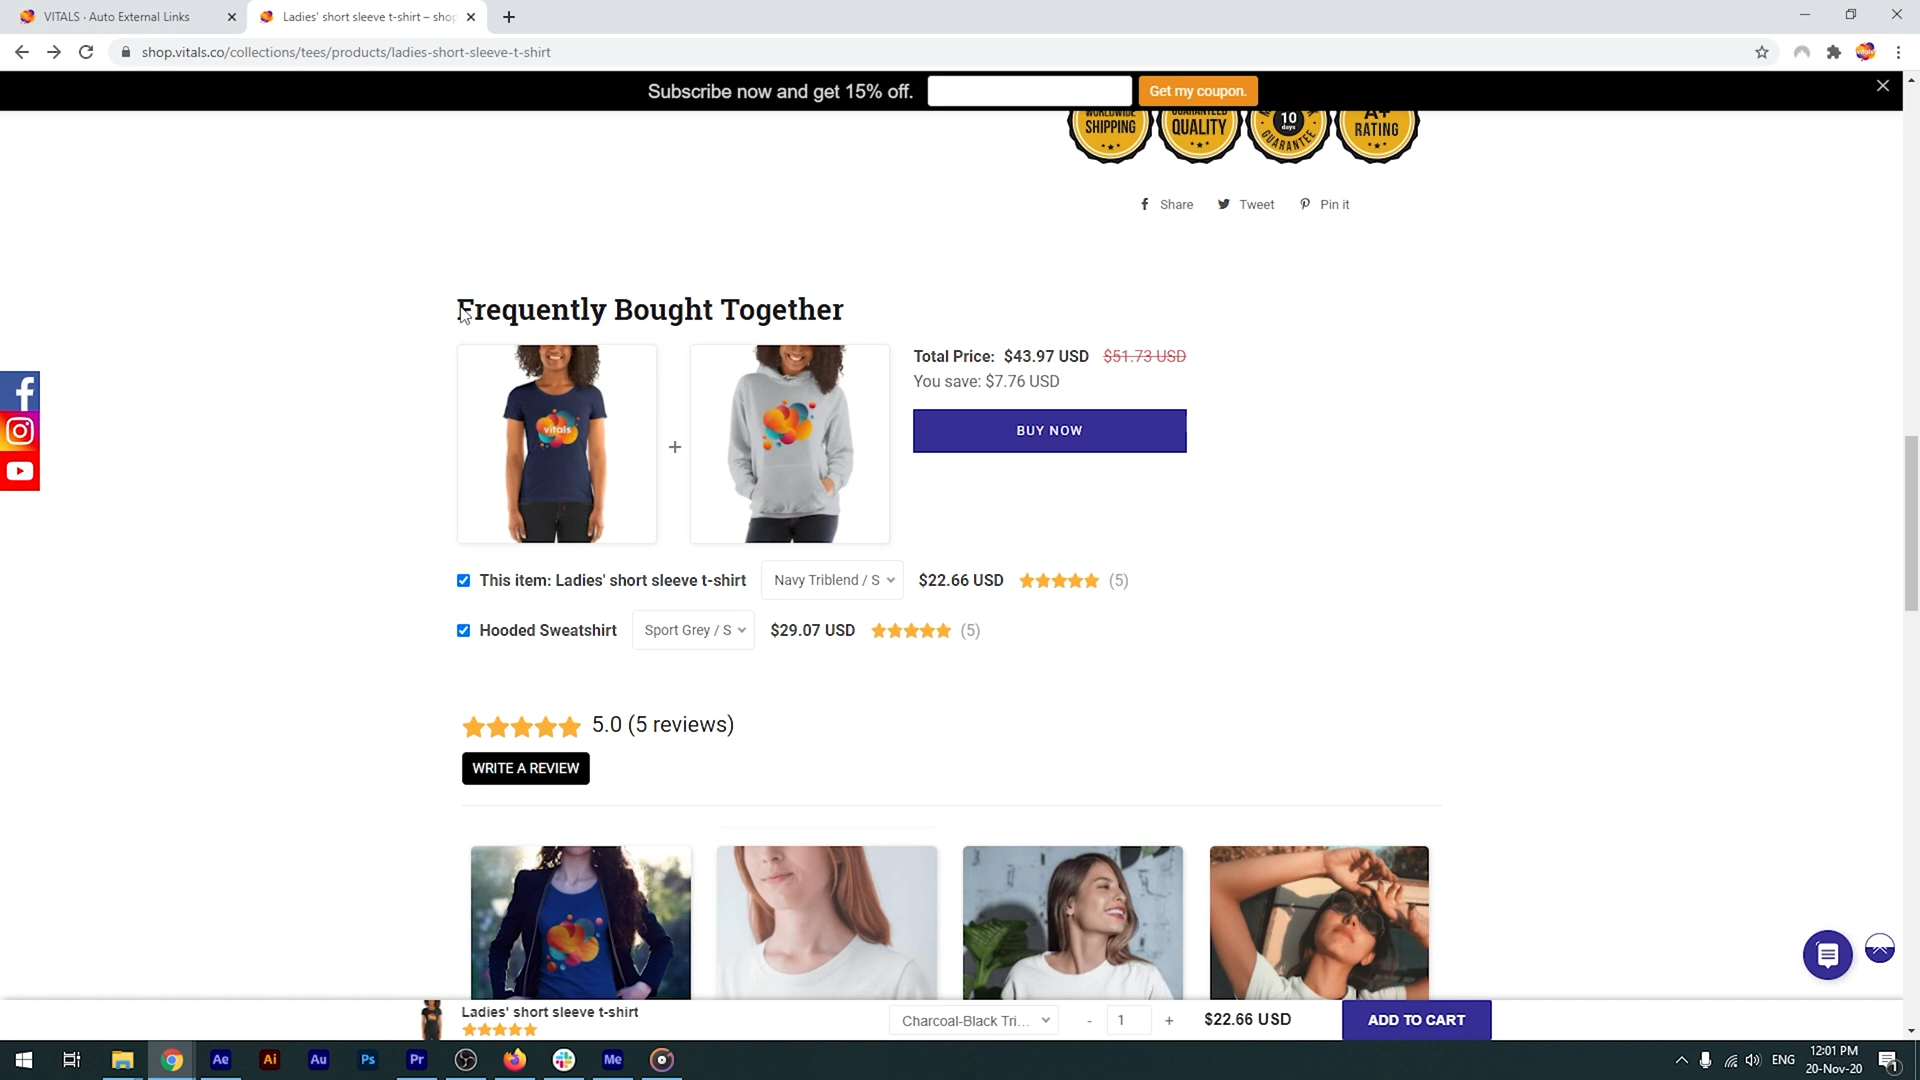 VITALS · Auto External Links
Ladies' short sleeve t-shirt – shop
shop.vitals.co/collections/tees/products/ladies-short-sleeve-t-shirt
Subscribe now and get 15% off.
Get my coupon.
WORLDWIDE SHIPPING
GUARANTEED QUALITY
10 days GUARANTEE
A+ RATING
Share Tweet Pin it
Frequently Bought Together
Total Price: $43.97 USD $51.73 USD
You save: $7.76 USD
BUY NOW
vitals
+
This item: Ladies' short sleeve t-shirt Navy Triblend / S $22.66 USD (5)
Hooded Sweatshirt Sport Grey / S $29.07 USD (5)
5.0 (5 reviews)
WRITE A REVIEW
Ladies' short sleeve t-shirt
Charcoal-Black Tri... - 1 + $22.66 USD ADD TO CART
Ae Ai Au Ps Pr Me
ENG
12:01 PM
20-Nov-20
1